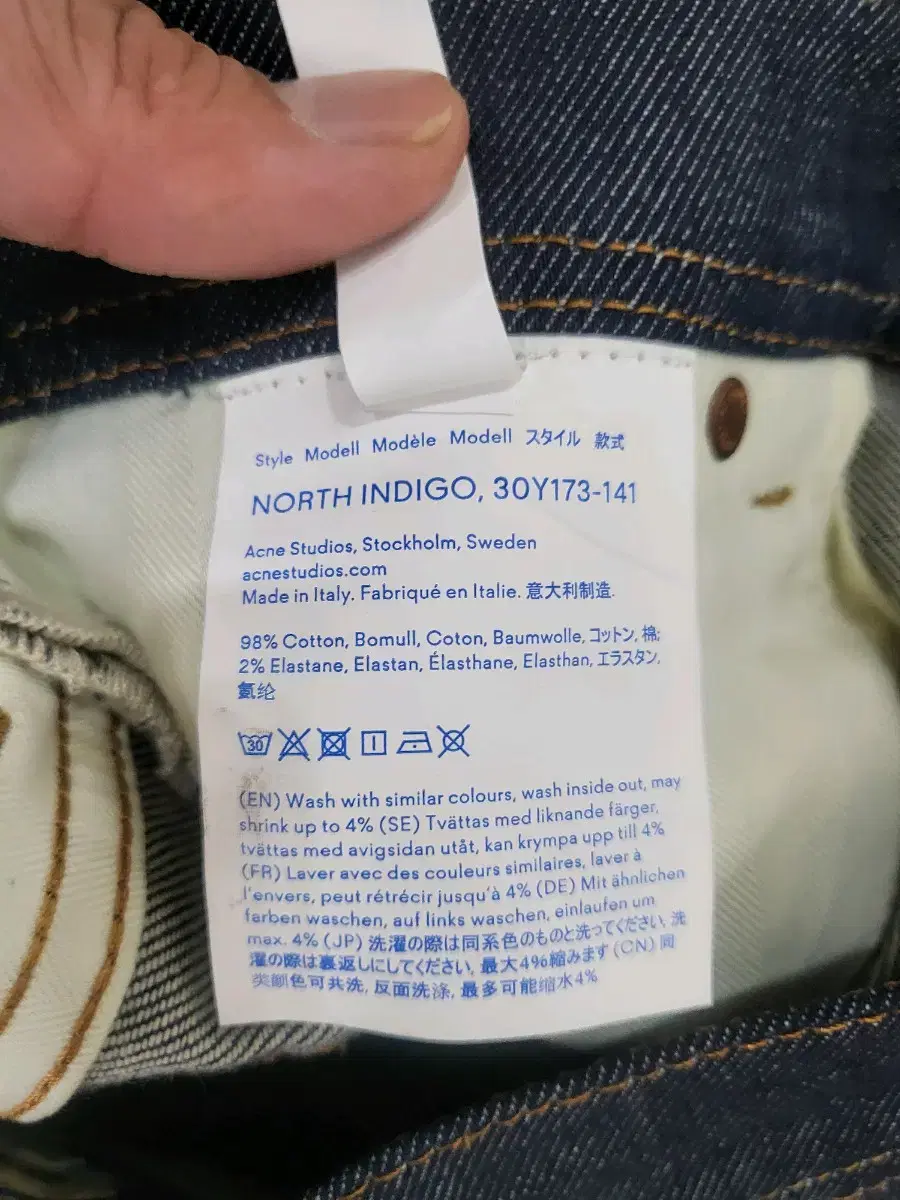 Style Modell Modèle Modell スタイル 款式
NORTH INDIGO, 30Y173-141
Acne Studios, Stockholm, Sweden
acnestudios.com
Made in Italy. Fabriqué en Italie. 意大利制造.
98% Cotton, Bomull, Coton, Baumwolle, コットン, 棉;
2% Elastane, Elastan, Élasthane, Elasthan, エラスタン,
氨纶
30
(EN) Wash with similar colours, wash inside out, may
shrink up to 4% (SE) Tvättas med liknande färger,
tvättas med avigsidan utåt, kan krympa upp till 4%
(FR) Laver avec des couleurs similaires, laver à
l'envers, peut rétrécir jusqu'à 4% (DE) Mit ähnlichen
farben waschen, auf links waschen, einlaufen um
max. 4% (JP) 洗濯の際は同系色のものと洗ってください, 洗
濯の際は裏返しにしてください, 最大4%縮みます (CN) 同
类颜色可共洗, 反面洗涤, 最多可能缩水4%